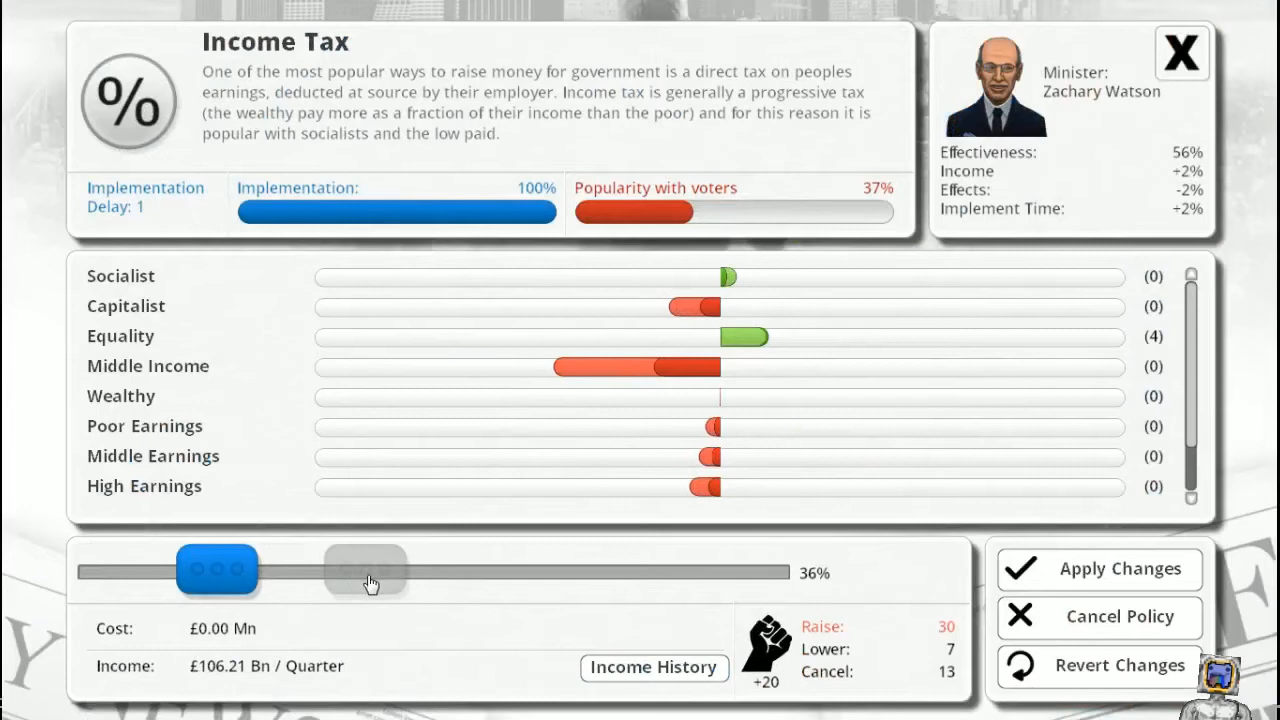 Income Tax
One of the most popular ways to raise money for government is a direct tax on peoples
earnings, deducted at source by their employer. Income tax is generally a progressive tax
(the wealthy pay more as a fraction of their income than the poor) and for this reason it is
popular with socialists and the low paid.
%
Implementation
Delay: 1
Implementation: 100%
Popularity with voters 37%
X
Minister:
Zachary Watson
Effectiveness: 56%
Income +2%
Effects: -2%
Implement Time: +2%
Socialist (0)
Capitalist (0)
Equality (4)
Middle Income (0)
Wealthy (0)
Poor Earnings (0)
Middle Earnings (0)
High Earnings (0)
36%
Cost: £0.00 Mn
Income: £106.21 Bn / Quarter
Income History
+20
Raise: 30
Lower: 7
Cancel: 13
Apply Changes
Cancel Policy
Revert Changes